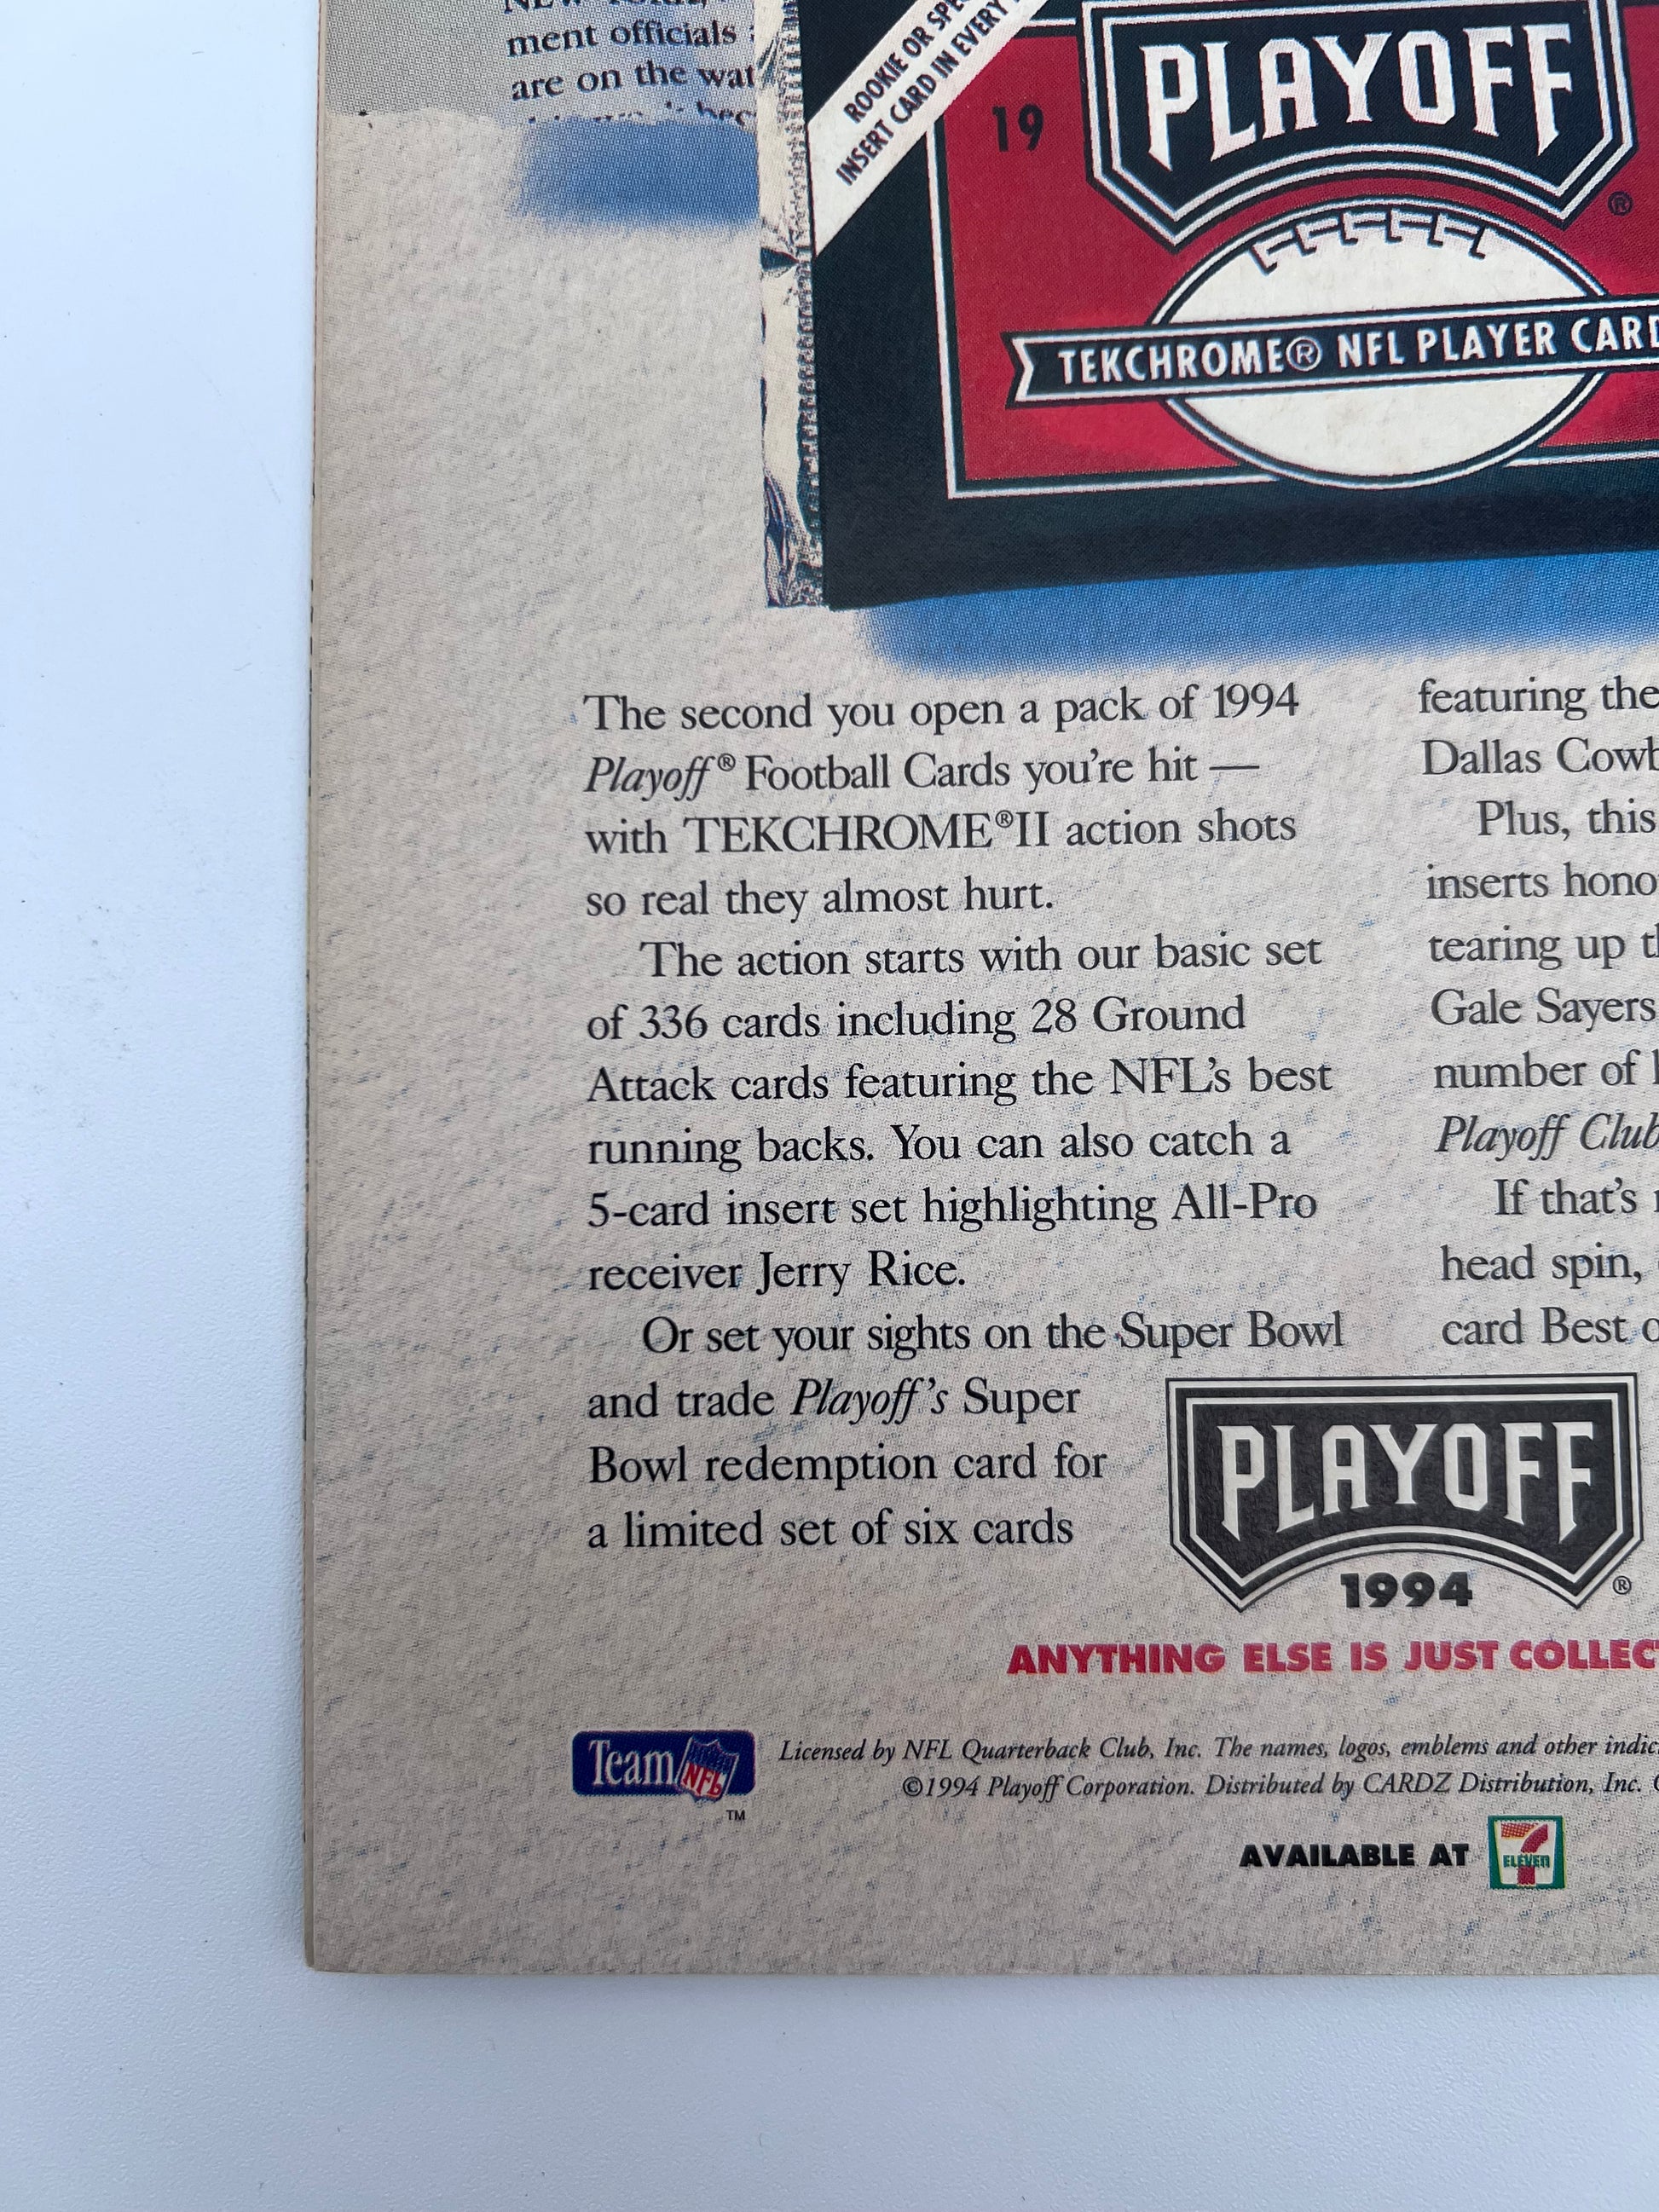 ment officials
are on the wat
ROOKIE OR SPE
INSERT CARD IN EVERY
PLAYOFF
®
19
TEKCHROME® NFL PLAYER CARD
The second you open a pack of 1994
Playoff® Football Cards you're hit —
with TEKCHROME®II action shots
so real they almost hurt.
The action starts with our basic set
of 336 cards including 28 Ground
Attack cards featuring the NFL's best
running backs. You can also catch a
5-card insert set highlighting All-Pro
receiver Jerry Rice.
Or set your sights on the Super Bowl
and trade Playoff's Super
Bowl redemption card for
a limited set of six cards
featuring the
Dallas Cowb
Plus, this
inserts hono
tearing up th
Gale Sayers
number of
Playoff Club
If that's
head spin,
card Best o
PLAYOFF
1994
®
ANYTHING ELSE IS JUST COLLEC
Team NFL
TM
Licensed by NFL Quarterback Club, Inc. The names, logos, emblems and other indic
©1994 Playoff Corporation. Distributed by CARDZ Distribution, Inc.
AVAILABLE AT
7 ELEVEN